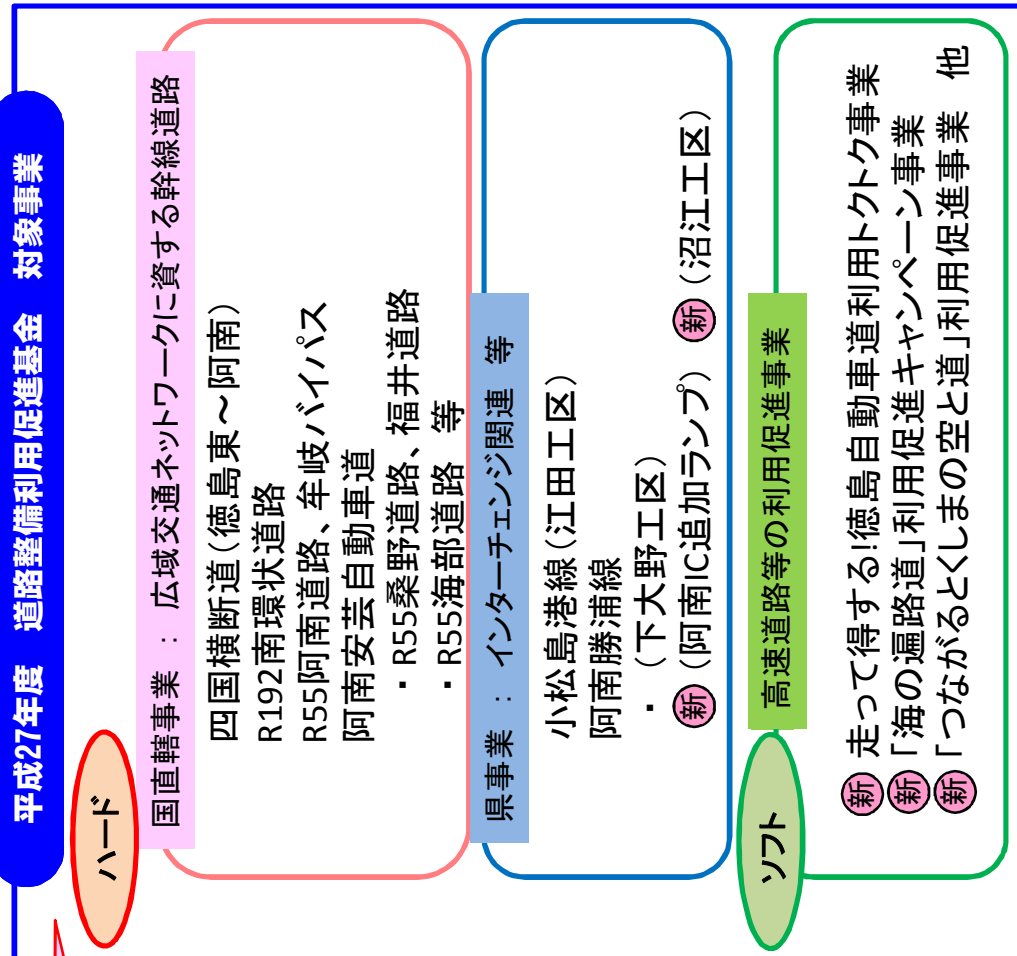 平成27年度 道路整備利用促進基金 対象事業
ハード
国直轄事業 : 広域交通ネットワークに資する幹線道路
四国横断道(徳島東~阿南)
R192南環状道路
R55阿南道路、牟岐バイパス
阿南安芸自動車道
・R55桑野道路、福井道路
・R55海部道路 等
県事業 : インターチェンジ関連 等
小松島港線(江田工区)
阿南勝浦線
・(下大野工区)
新(阿南IC追加ランプ) 新(沼江工区)
ソフト
高速道路等の利用促進事業
新 走って得する!徳島自動車道利用トクトク事業
新「海の遍路道」利用促進キャンペーン事業
新「つながるとくしまの空と道」利用促進事業 他